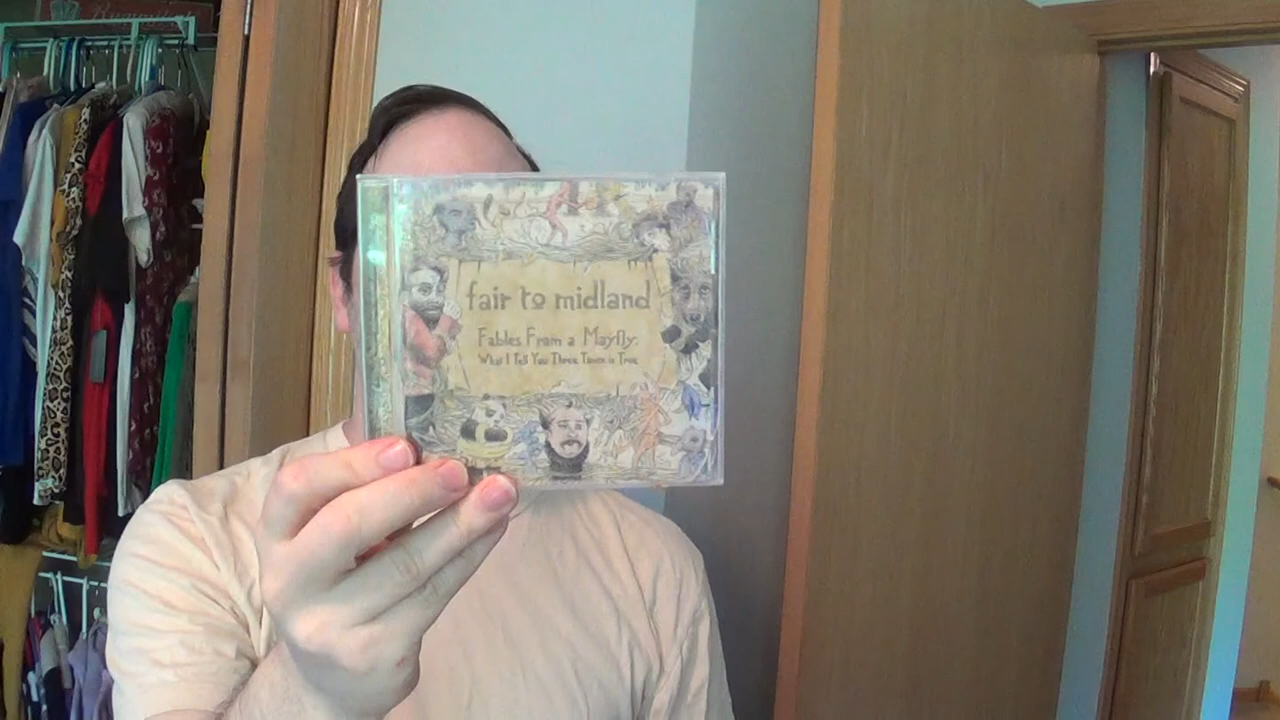 fair to midland
Fables From a Mayfly:
What I Tell You Three Times is True